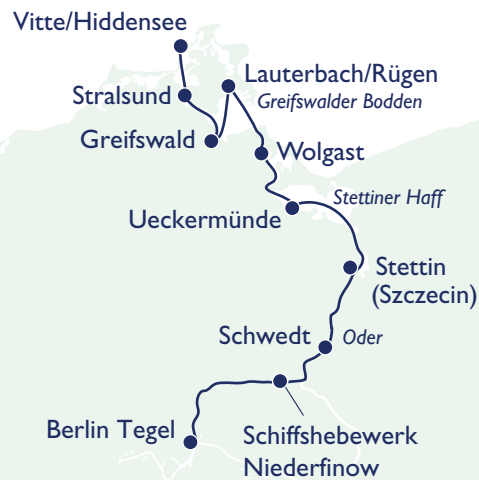 Vitte/Hiddensee
Lauterbach/Rügen
Stralsund
Greifswalder Bodden
Greifswald
Wolgast
Stettiner Haff
Ueckermünde
Stettin
(Szczecin)
Schwedt
Oder
Berlin Tegel
Schiffshebewerk
Niederfinow